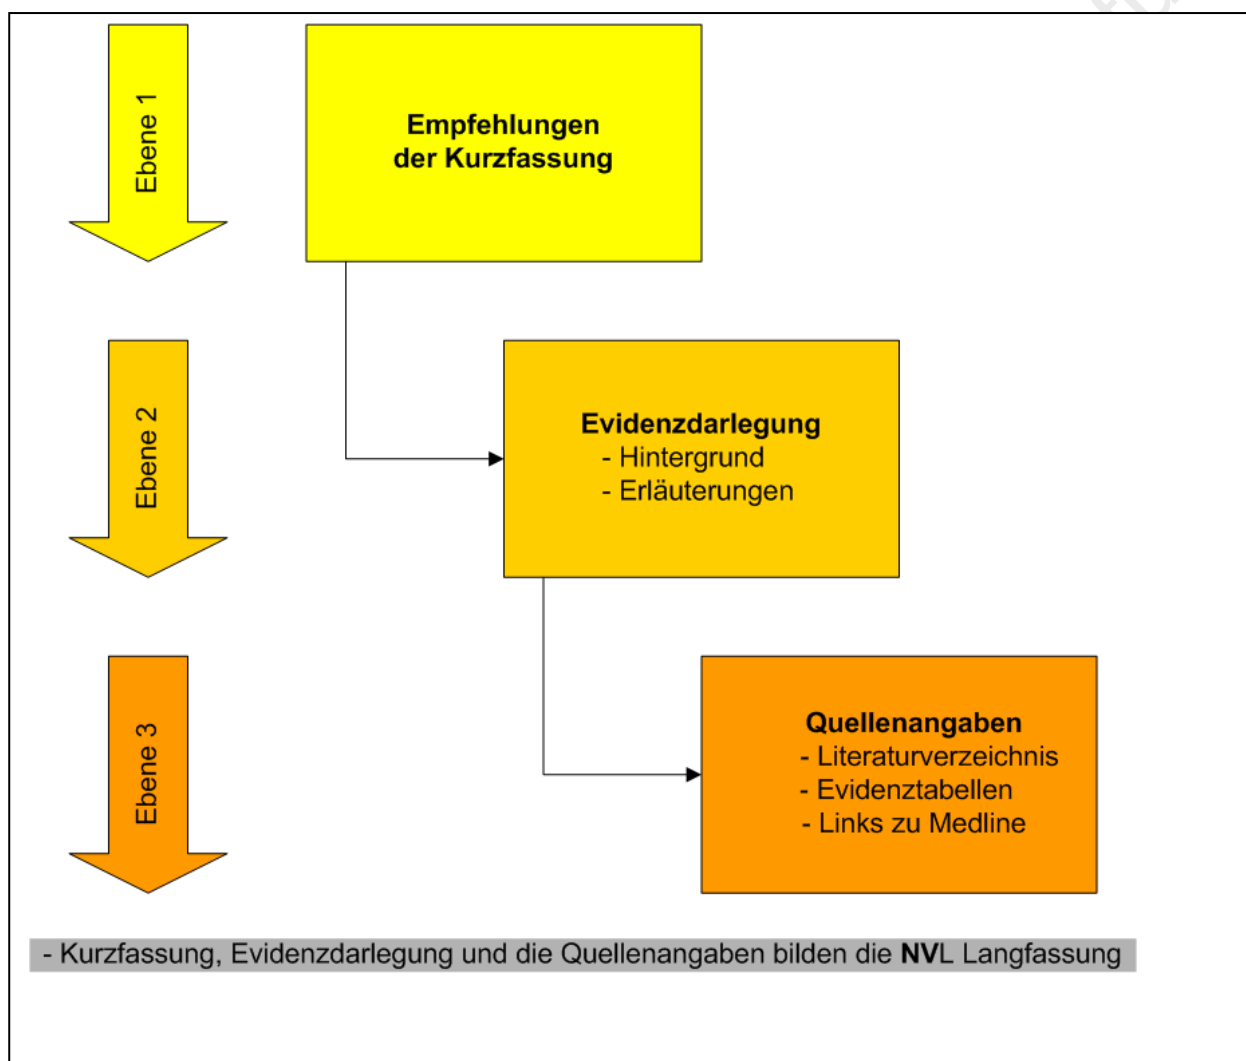 Ebene 1
Empfehlungen
der Kurzfassung
Ebene 2
Evidenzdarlegung
- Hintergrund
- Erläuterungen
Ebene 3
Quellenangaben
- Literaturverzeichnis
- Evidenztabellen
- Links zu Medline
- Kurzfassung, Evidenzdarlegung und die Quellenangaben bilden die NVL Langfassung